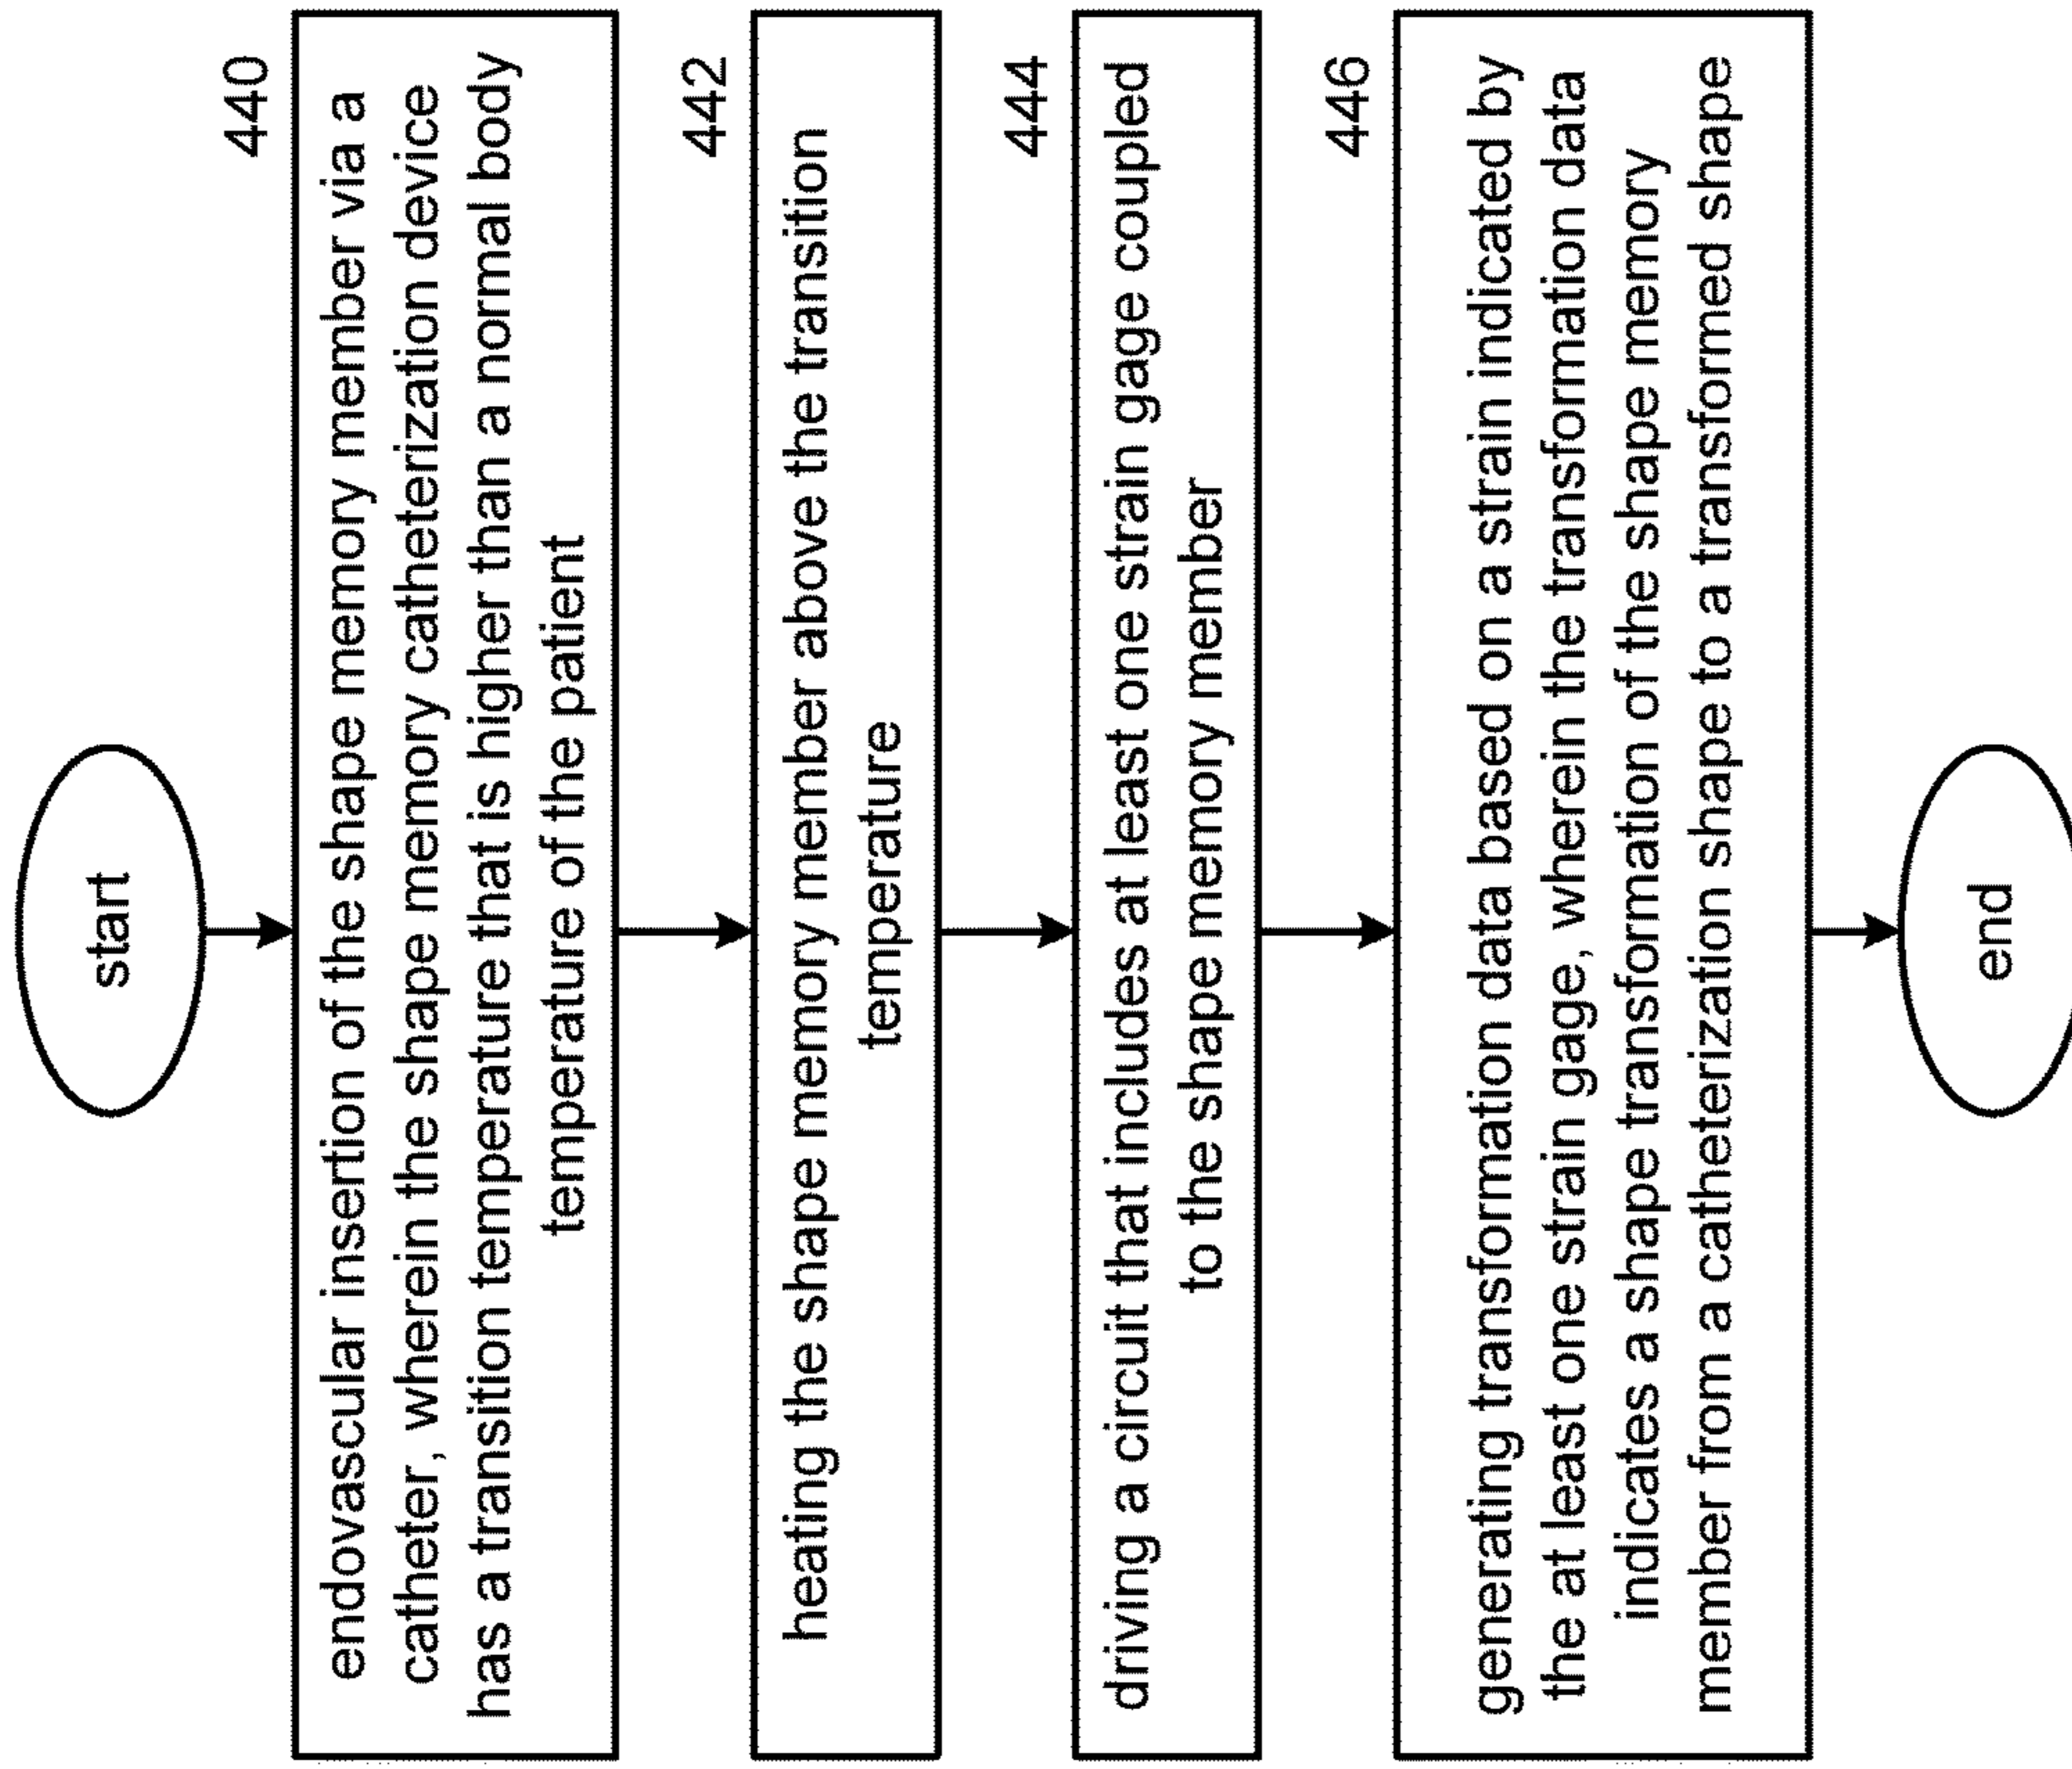 start
440
endovascular insertion of the shape memory member via a
catheter, wherein the shape memory catheterization device
has a transition temperature that is higher than a normal body
temperature of the patient
442
heating the shape memory member above the transition
temperature
444
driving a circuit that includes at least one strain gage coupled
to the shape memory member
446
generating transformation data based on a strain indicated by
the at least one strain gage, wherein the transformation data
indicates a shape transformation of the shape memory
member from a catheterization shape to a transformed shape
end